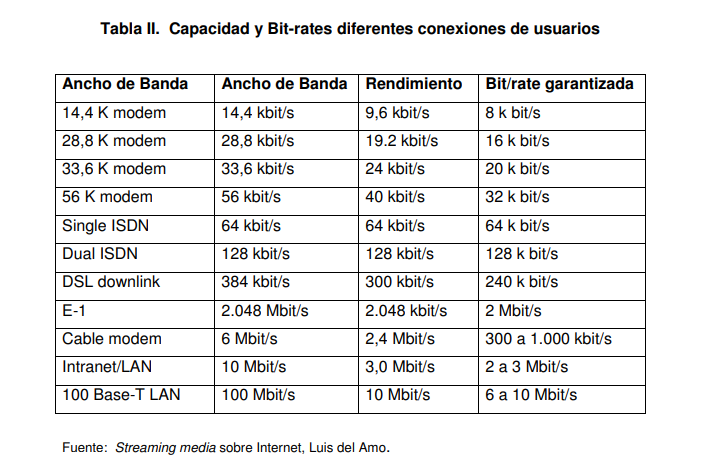 Tabla II.  Capacidad y Bit-rates diferentes conexiones de usuarios
Ancho de Banda Ancho de Banda Rendimiento Bit/rate garantizada
14,4 K modem 14,4 kbit/s 9,6 kbit/s 8 k bit/s
28,8 K modem 28,8 kbit/s 19.2 kbit/s 16 k bit/s
33,6 K modem 33,6 kbit/s 24 kbit/s 20 k bit/s
56 K modem 56 kbit/s 40 kbit/s 32 k bit/s
Single ISDN 64 kbit/s 64 kbit/s 64 k bit/s
Dual ISDN 128 kbit/s 128 kbit/s 128 k bit/s
DSL downlink 384 kbit/s 300 kbit/s 240 k bit/s
E-1 2.048 Mbit/s 2.048 kbit/s 2 Mbit/s
Cable modem 6 Mbit/s 2,4 Mbit/s 300 a 1.000 kbit/s
Intranet/LAN 10 Mbit/s 3,0 Mbit/s 2 a 3 Mbit/s
100 Base-T LAN 100 Mbit/s 10 Mbit/s 6 a 10 Mbit/s
Fuente:  Streaming media sobre Internet, Luis del Amo.